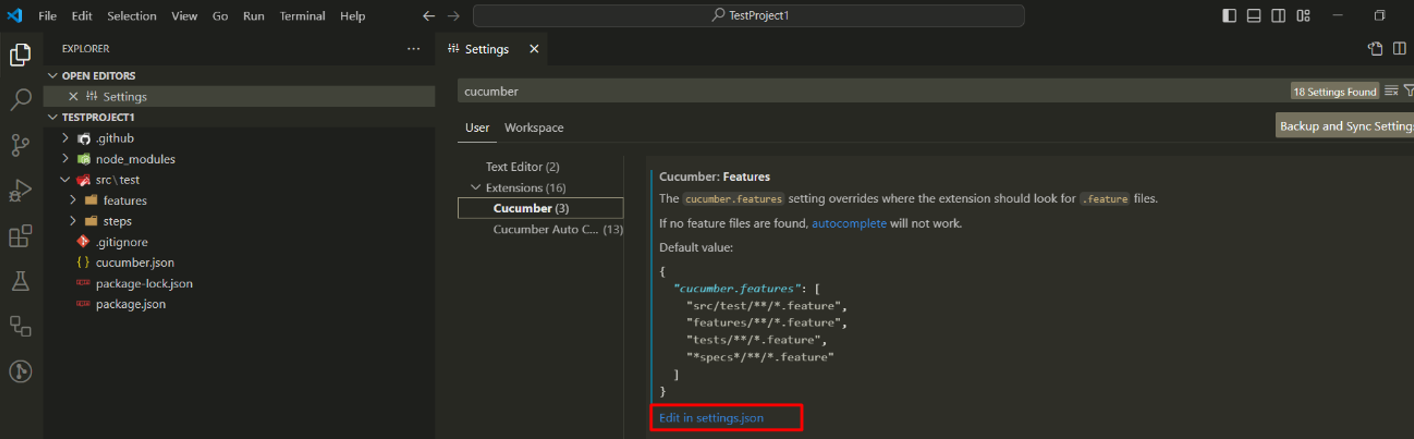 File Edit Selection View Go Run Terminal Help
TestProject1
EXPLORER
OPEN EDITORS
Settings
TESTPROJECT1
.github
node_modules
src\test
features
steps
.gitignore
cucumber.json
package-lock.json
package.json
Settings
cucumber
18 Settings Found
User Workspace
Backup and Sync Settings
Text Editor (2)
Extensions (16)
Cucumber (3)
Cucumber Auto C... (13)
Cucumber: Features
The cucumber.features setting overrides where the extension should look for .feature files.
If no feature files are found, autocomplete will not work.
Default value:
{
"cucumber.features": [
"src/test/**/*.feature",
"features/**/*.feature",
"tests/**/*.feature",
"*specs*/**/*.feature"
]
}
Edit in settings.json